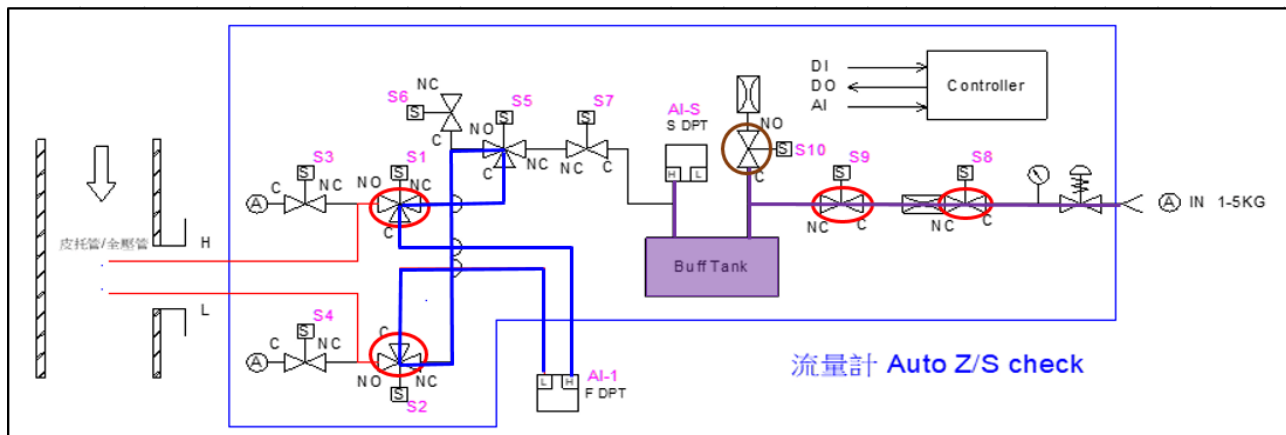 DI
DO
AI
Controller
NC
S6
C
S5
NO
NC
C
S7
NC
C
AI-S
S DPT
H
L
NO
S10
C
S9
NC
C
S8
NC
C
A
IN 1-5KG
S3
A
C
NC
S1
NO
NC
C
皮托管/全壓管
H
L
Buff Tank
S4
A
C
NC
C
NO
NC
S2
L
H
AI-1
F DPT
流量計 Auto Z/S check
S
S
S
S
S
S
S
S
S
S